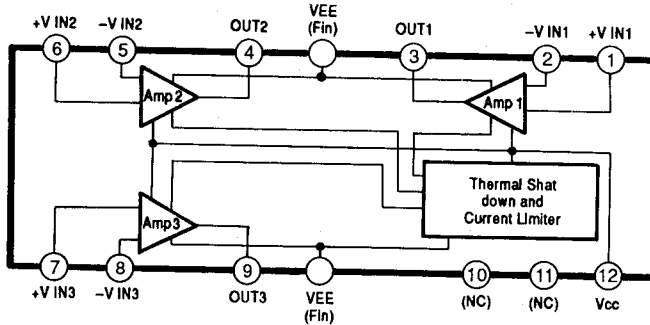 +V IN2
−V IN2
OUT2
VEE
(Fin)
OUT1
−V IN1
+V IN1
6
5
4
3
2
1
Amp 2
Amp 1
Thermal Shat
down and
Current Limiter
Amp3
7
8
9
10
11
12
+V IN3
−V IN3
OUT3
VEE
(Fin)
(NC)
(NC)
Vcc